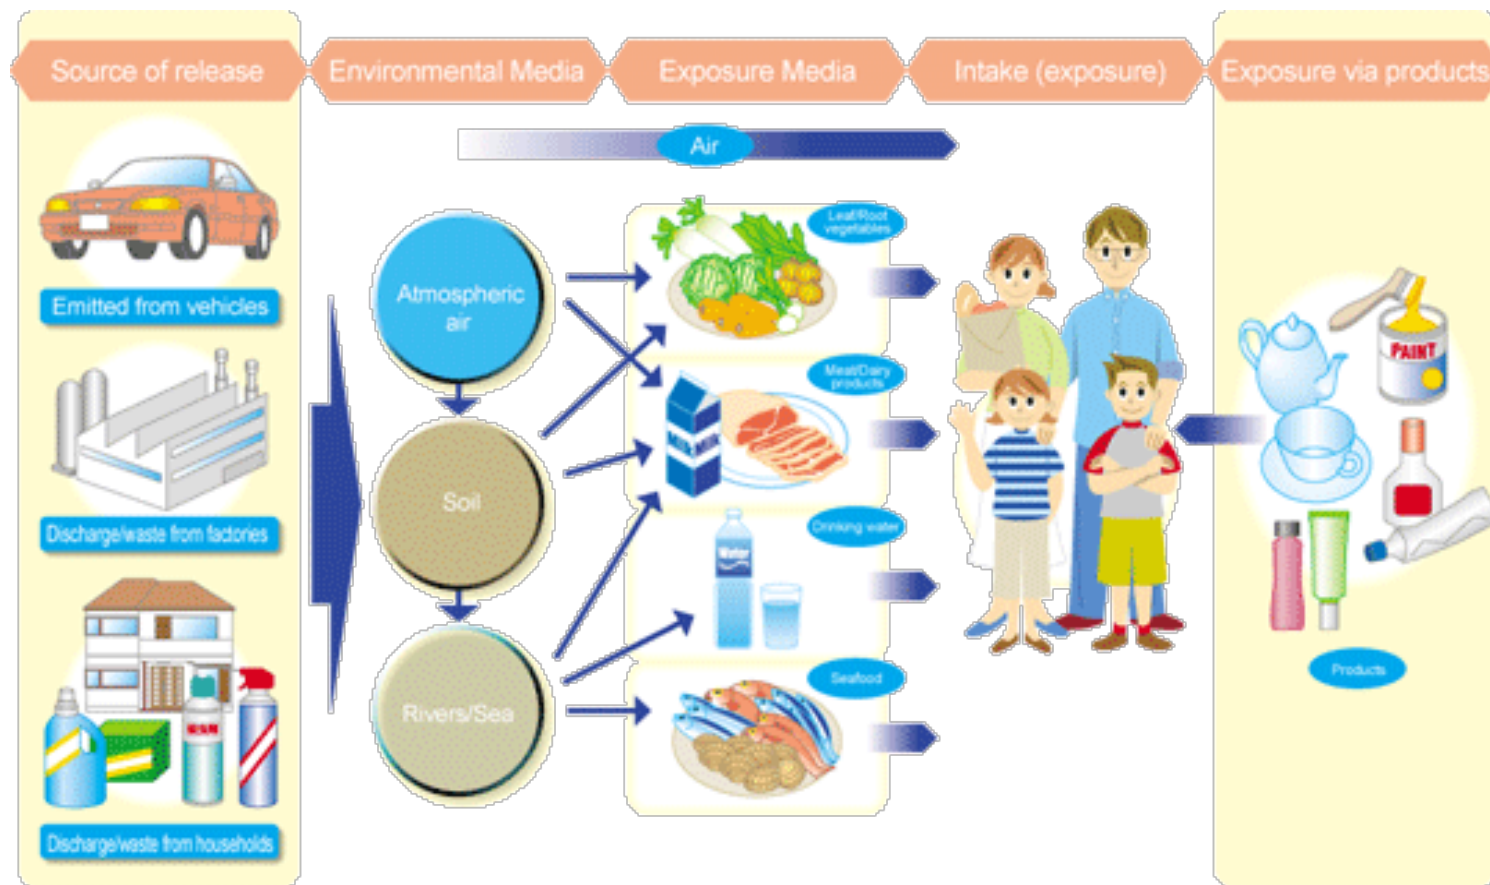 Source of release
Environmental Media
Exposure Media
Intake (exposure)
Exposure via products
Air
Emitted from vehicles
Discharge/waste from factories
Discharge/waste from households
Atmospheric
air
Soil
Rivers/Sea
Leaf/Root
vegetables
Meat/Dairy
products
Drinking water
Water
Seafood
PAINT
Products